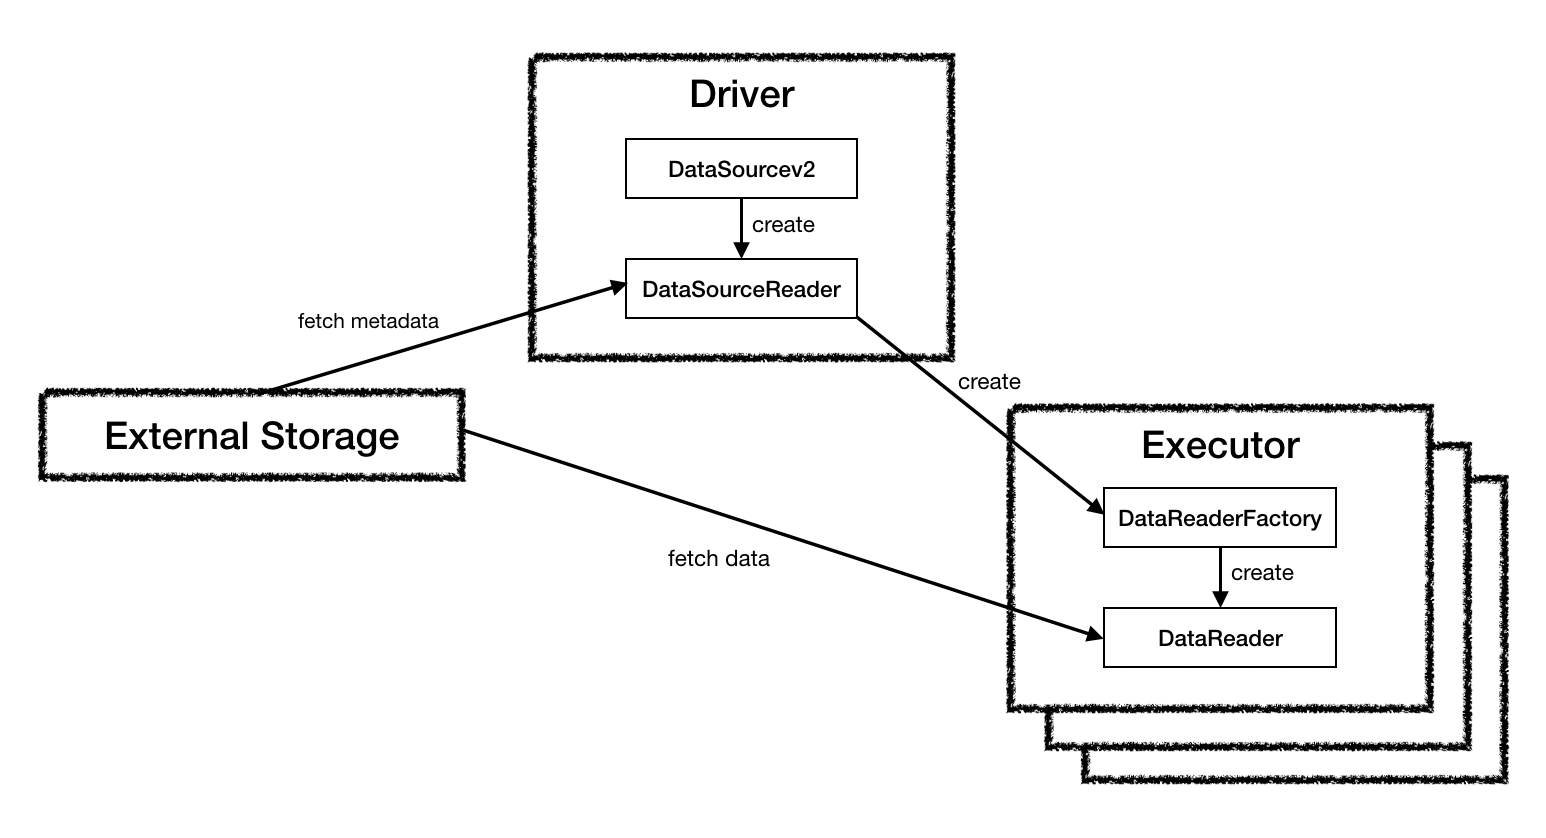 Driver
DataSourcev2
create
DataSourceReader
fetch metadata
create
External Storage
Executor
DataReaderFactory
fetch data
create
DataReader